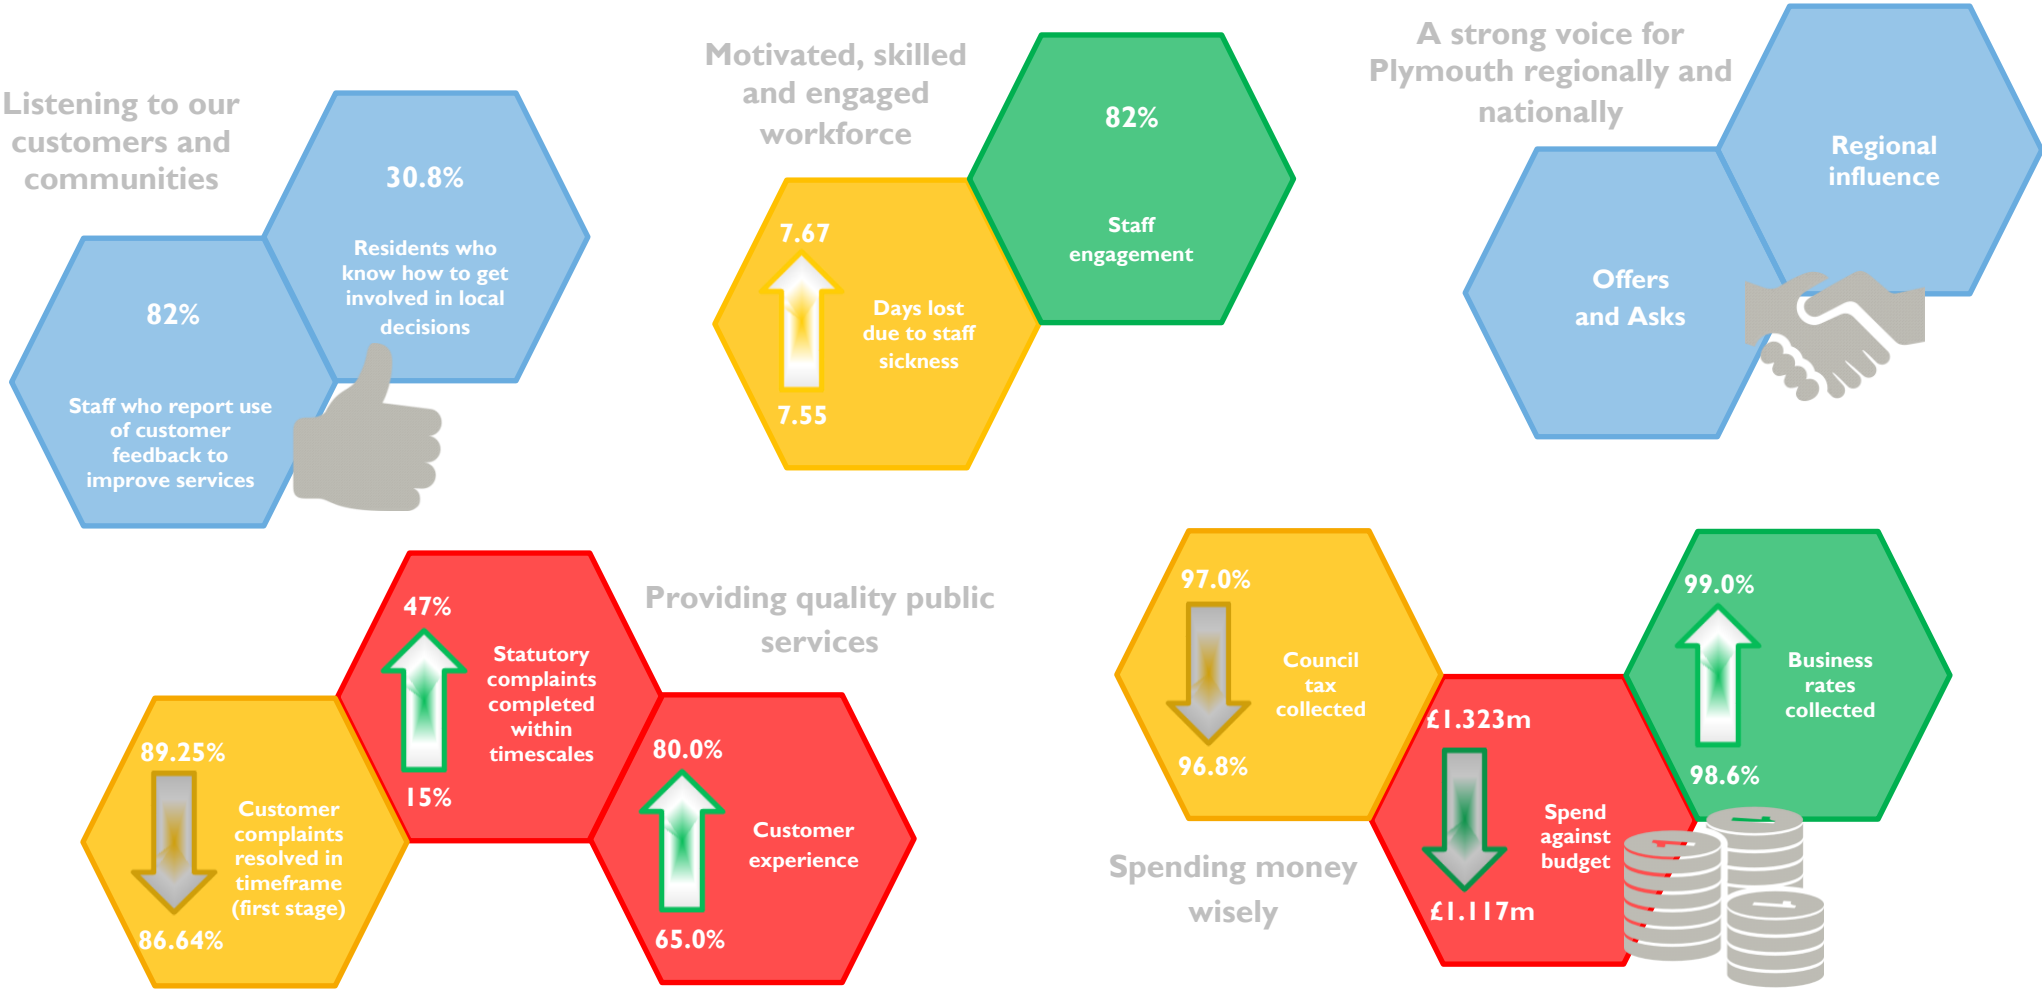 Listening to our
customers and
communities
30.8%
Residents who
know how to get
involved in local
decisions
82%
Staff who report use
of customer
feedback to
improve services
Motivated, skilled
and engaged
workforce
82%
Staff
engagement
7.67
Days lost
due to staff
sickness
7.55
A strong voice for
Plymouth regionally and
nationally
Regional
influence
Offers
and Asks
Providing quality public
services
47%
Statutory
complaints
completed
within
timescales
15%
89.25%
Customer
complaints
resolved in
timeframe
(first stage)
86.64%
80.0%
Customer
experience
65.0%
Spending money
wisely
97.0%
Council
tax
collected
96.8%
£1.323m
Spend
against
budget
£1.117m
99.0%
Business
rates
collected
98.6%